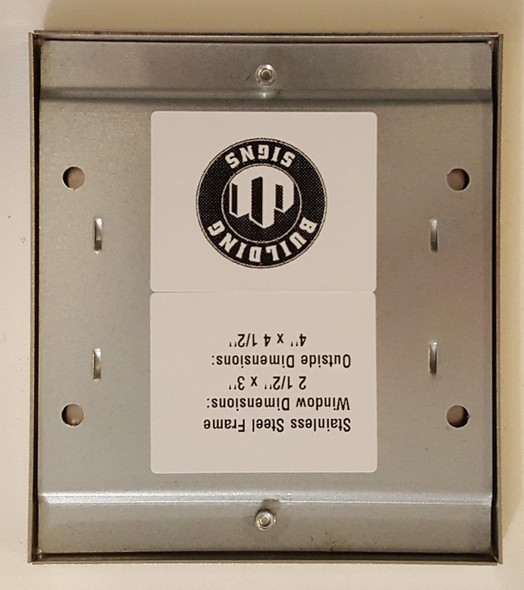 BUILDING
SIGNS
Stainless Steel Frame
Window Dimensions:
2 1/2'' x 3''
Outside Dimensions:
4'' x 4 1/2''